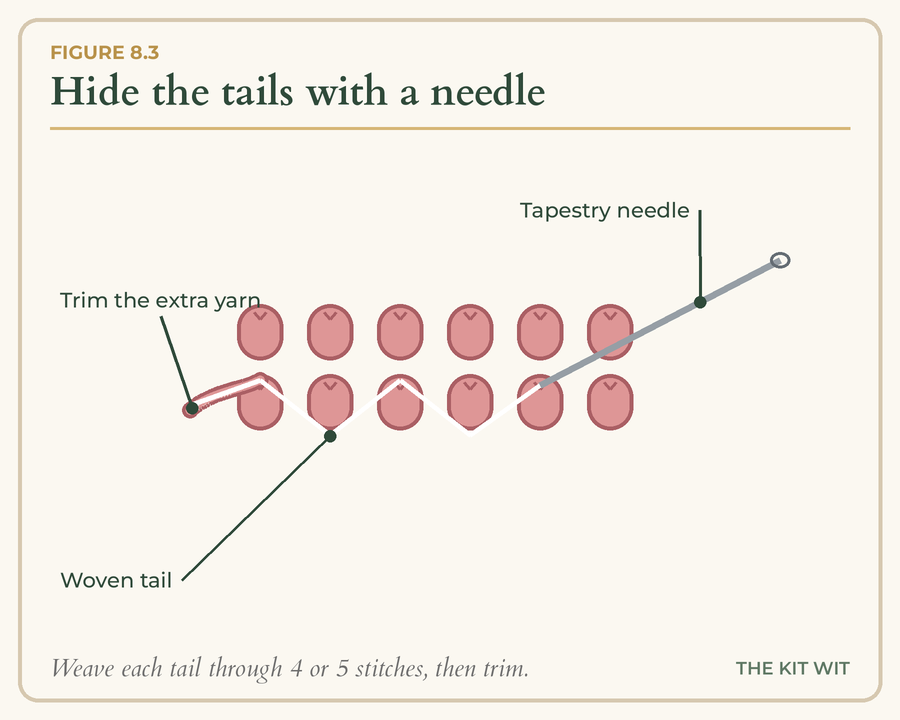 FIGURE 8.3
Hide the tails with a needle
Tapestry needle
Trim the extra yarn
Woven tail
Weave each tail through 4 or 5 stitches, then trim.
THE KIT WIT